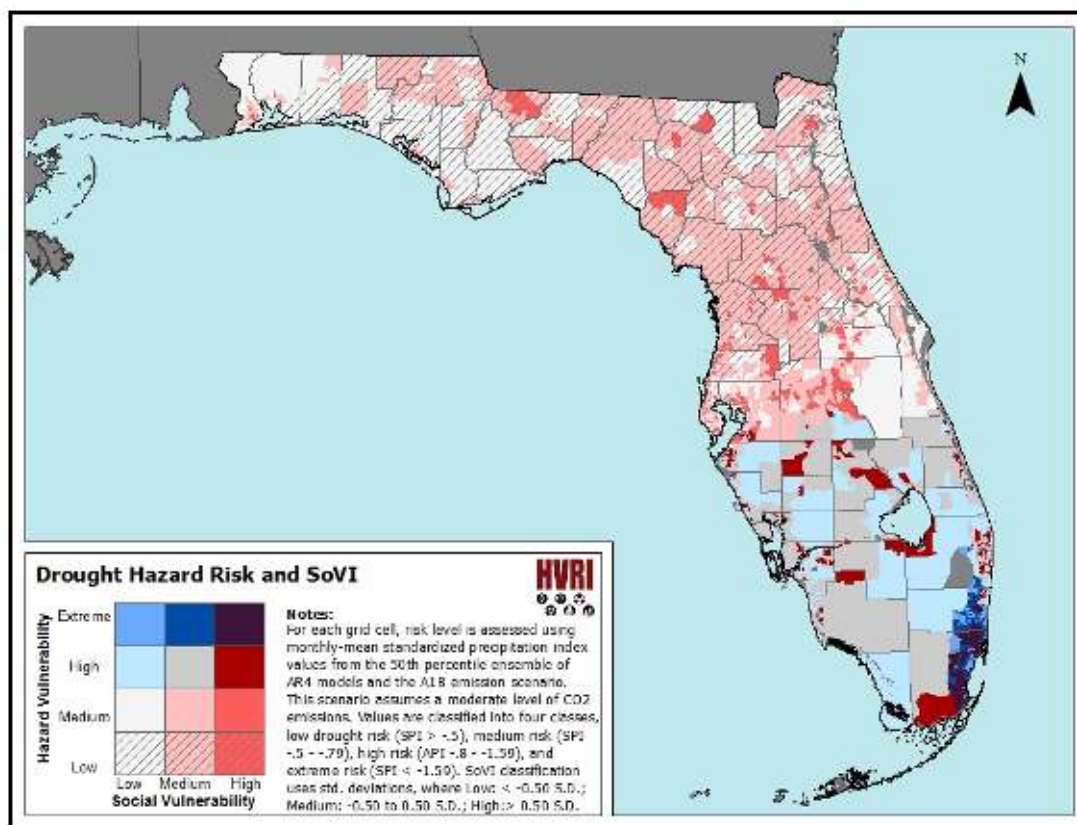 N
Drought Hazard Risk and SoVI
HVRI
Hazard Vulnerability
Extreme
High
Medium
Low
Low Medium High
Social Vulnerability
Notes:
For each grid cell, risk level is assessed using
monthly-mean standardized precipitation index
values from the 50th percentile ensemble of
AR4 models and the A1B emission scenario.
This scenario assumes a moderate level of CO2
emissions. Values are classified into four classes,
low drought risk (SPI > -.5), medium risk (SPI
-.5 - -.79), high risk (API -.8 - -1.59), and
extreme risk (SPI < -1.59). SoVI classification
uses std. deviations, where Low: < -0.50 S.D.;
Medium: -0.50 to 0.50 S.D.; High:> 0.50 S.D.